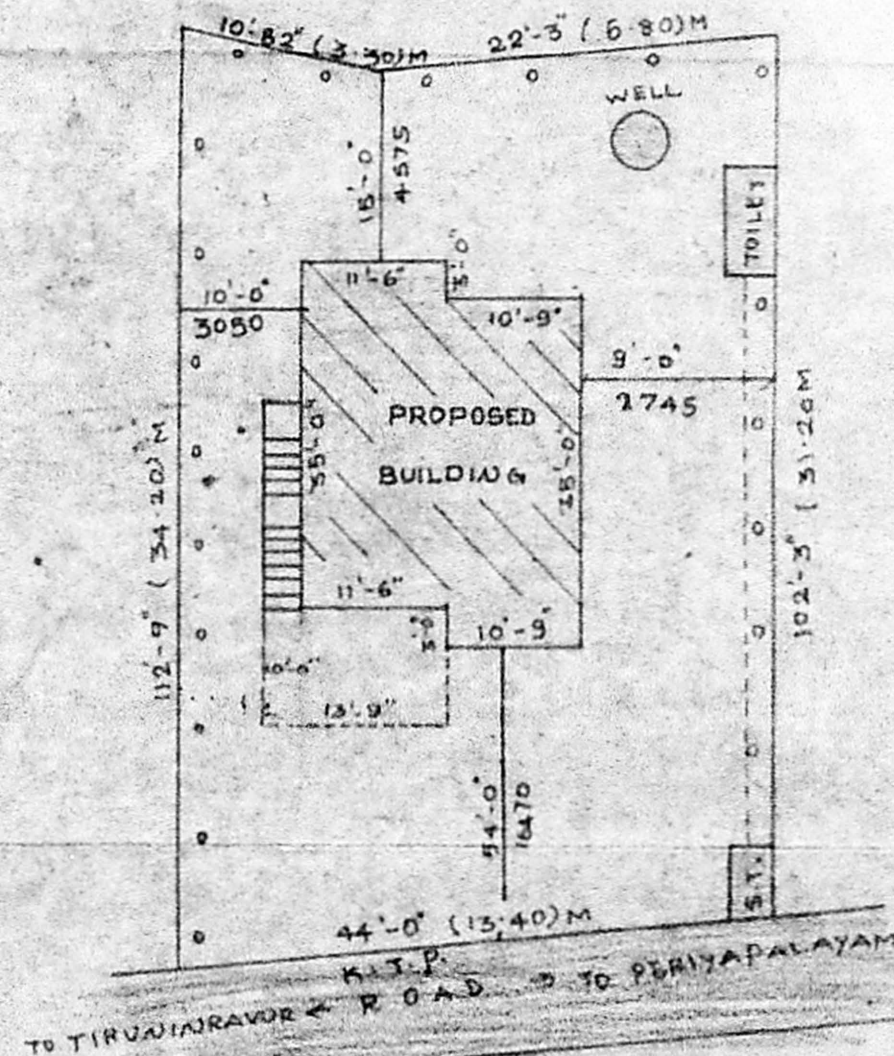 10'-82" (3.30)M
22'-3" (6.80)M
WELL
15'-0"
4575
TOILET
11'-6"
3'-0"
10'-0"
3050
10'-9"
9'-0"
2745
PROPOSED
BUILDING
35'-0"
35'-0"
112'-9" (34.20) M
102'-3" (31.20M
11'-6"
3'-0"
10'-9"
10'-0"
13'-9"
54'-0"
16470
S.T.
44'-0" (13.40) M
K.T.P.
TO TIRUNINRAVUR ← ROAD → TO PERIYAPALAYAM